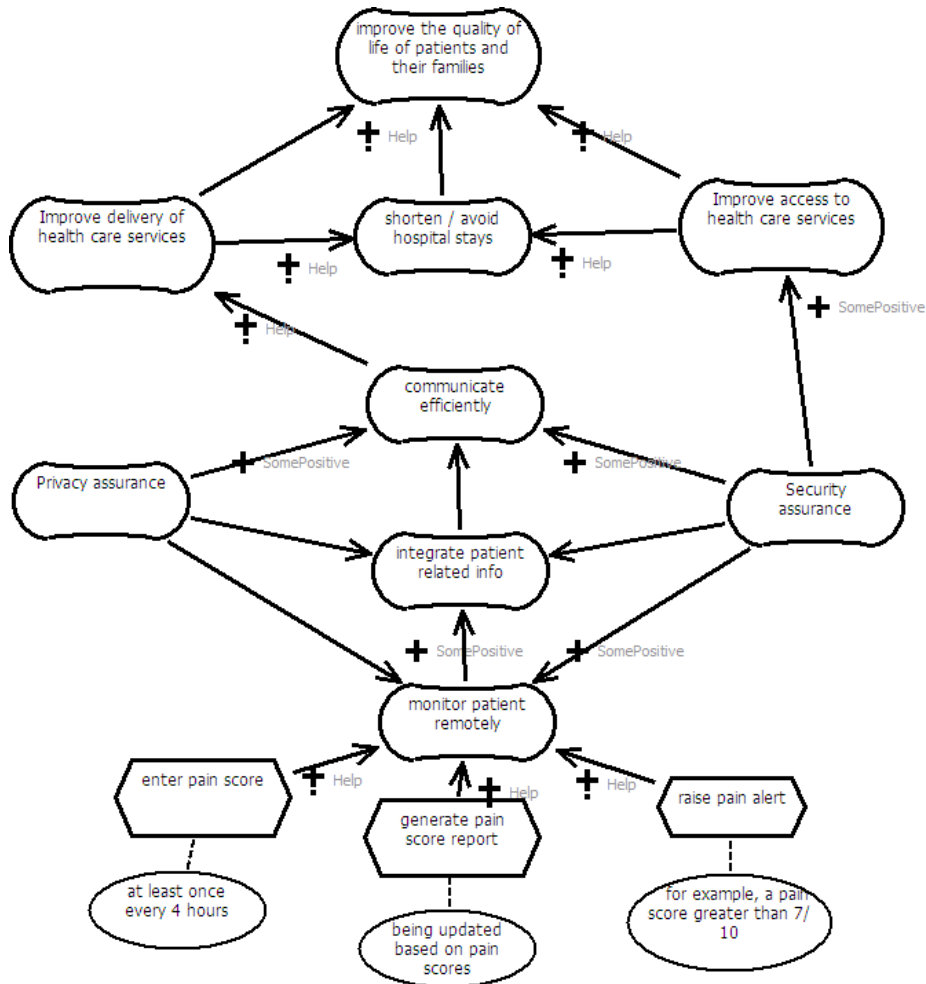 improve the quality of
life of patients and
their families
Help
Help
Improve delivery of
health care services
shorten / avoid
hospital stays
Improve access to
health care services
Help
Help
SomePositive
Help
communicate
efficiently
SomePositive
SomePositive
Privacy assurance
Security
assurance
integrate patient
related info
SomePositive
SomePositive
monitor patient
remotely
enter pain score
Help
Help
Help
generate pain
score report
raise pain alert
at least once
every 4 hours
being updated
based on pain
scores
for example, a pain
score greater than 7/
10